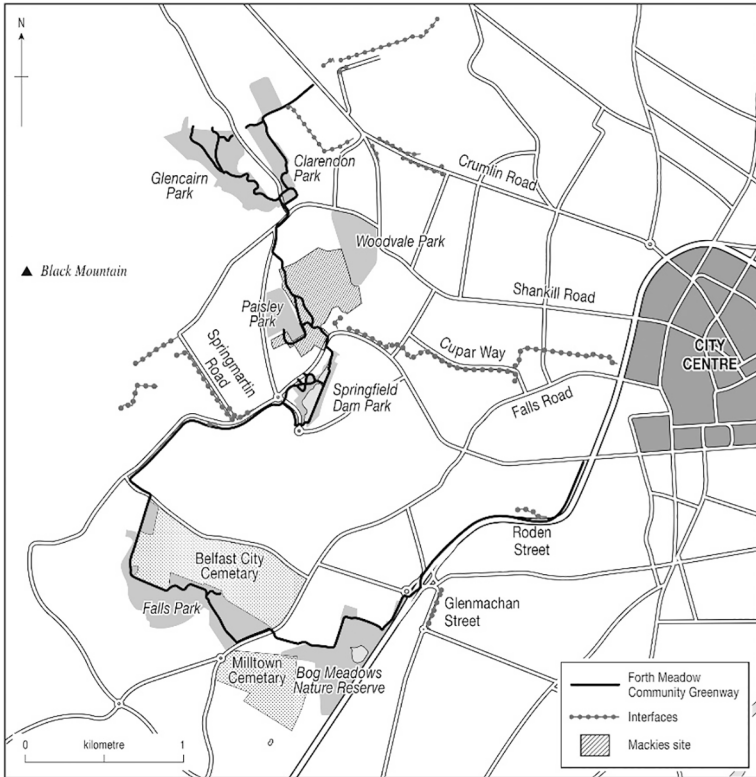 N
Glencairn
Park
Clarendon
Park
Crumlin Road
Woodvale Park
Black Mountain
Shankill Road
Paisley
Park
Springmartin
Road
Cupar Way
CITY
CENTRE
Springfield
Dam Park
Falls Road
Roden
Street
Belfast City
Cemetary
Falls Park
Glenmachan
Street
Milltown
Cemetary
Bog Meadows
Nature Reserve
Forth Meadow
Community Greenway
Interfaces
Mackies site
0 kilometre 1